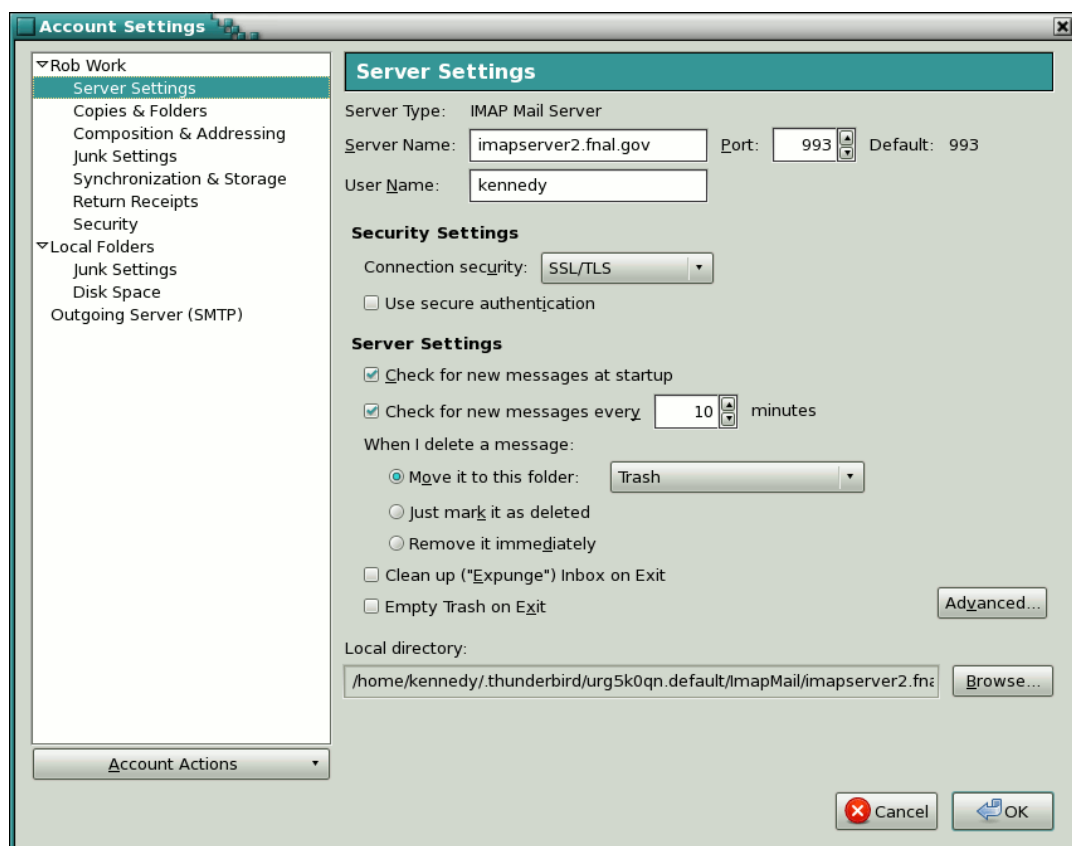 Account Settings
Rob Work
Server Settings
Copies & Folders
Composition & Addressing
Junk Settings
Synchronization & Storage
Return Receipts
Security
Local Folders
Junk Settings
Disk Space
Outgoing Server (SMTP)
Account Actions
Server Settings
Server Type: IMAP Mail Server
Server Name: imapserver2.fnal.gov Port: 993 Default: 993
User Name: kennedy
Security Settings
Connection security: SSL/TLS
Use secure authentication
Server Settings
Check for new messages at startup
Check for new messages every 10 minutes
When I delete a message:
Move it to this folder: Trash
Just mark it as deleted
Remove it immediately
Clean up ("Expunge") Inbox on Exit
Empty Trash on Exit
Advanced...
Local directory:
/home/kennedy/.thunderbird/urg5k0qn.default/ImapMail/imapserver2.fna Browse...
Cancel OK